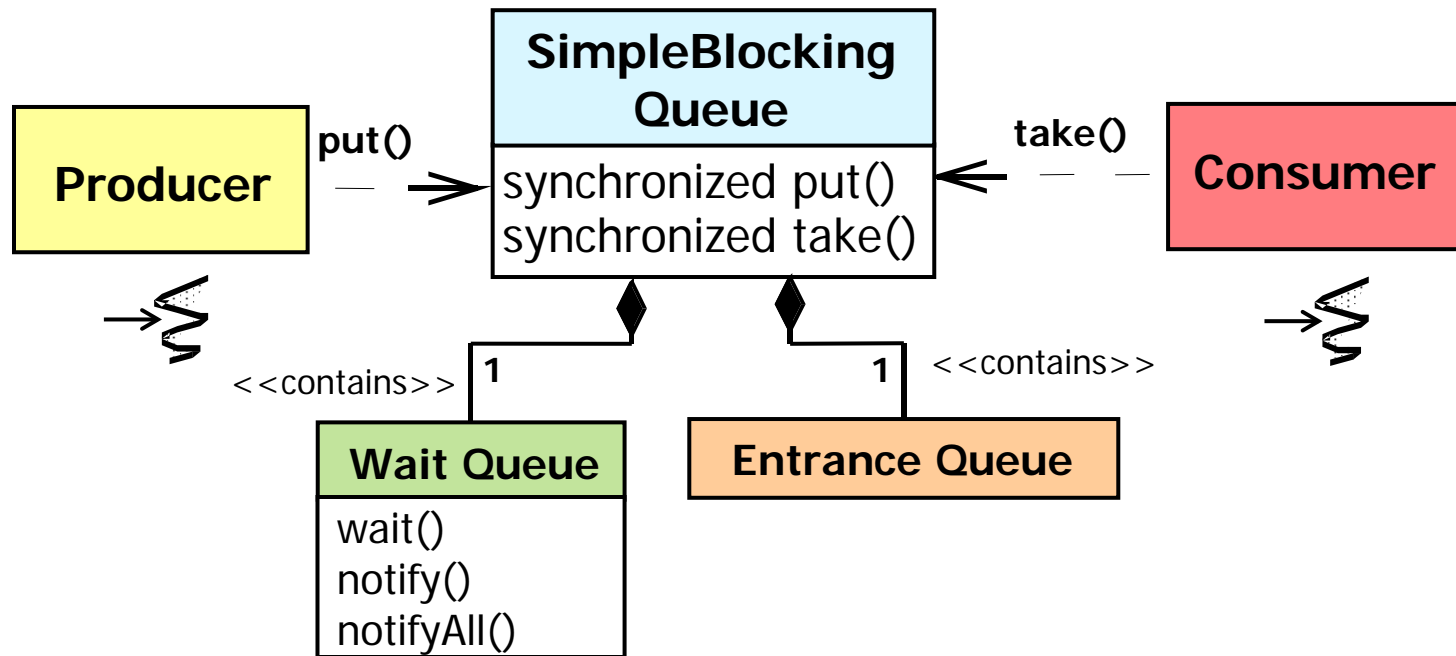 SimpleBlocking
Queue
synchronized put()
synchronized take()
Producer
put()
take()
Consumer
<<contains>>
1
1
<<contains>>
Wait Queue
wait()
notify()
notifyAll()
Entrance Queue